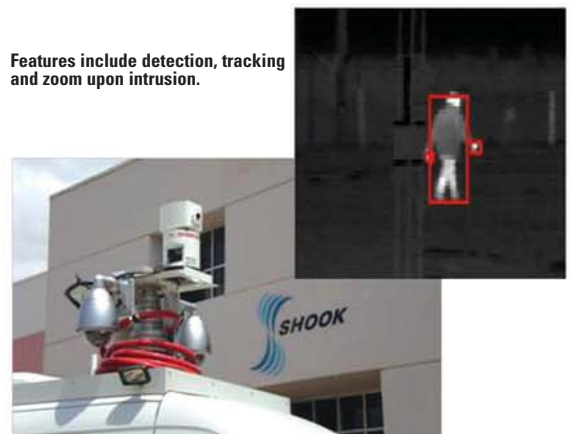 Features include detection, tracking
and zoom upon intrusion.
SHOOK